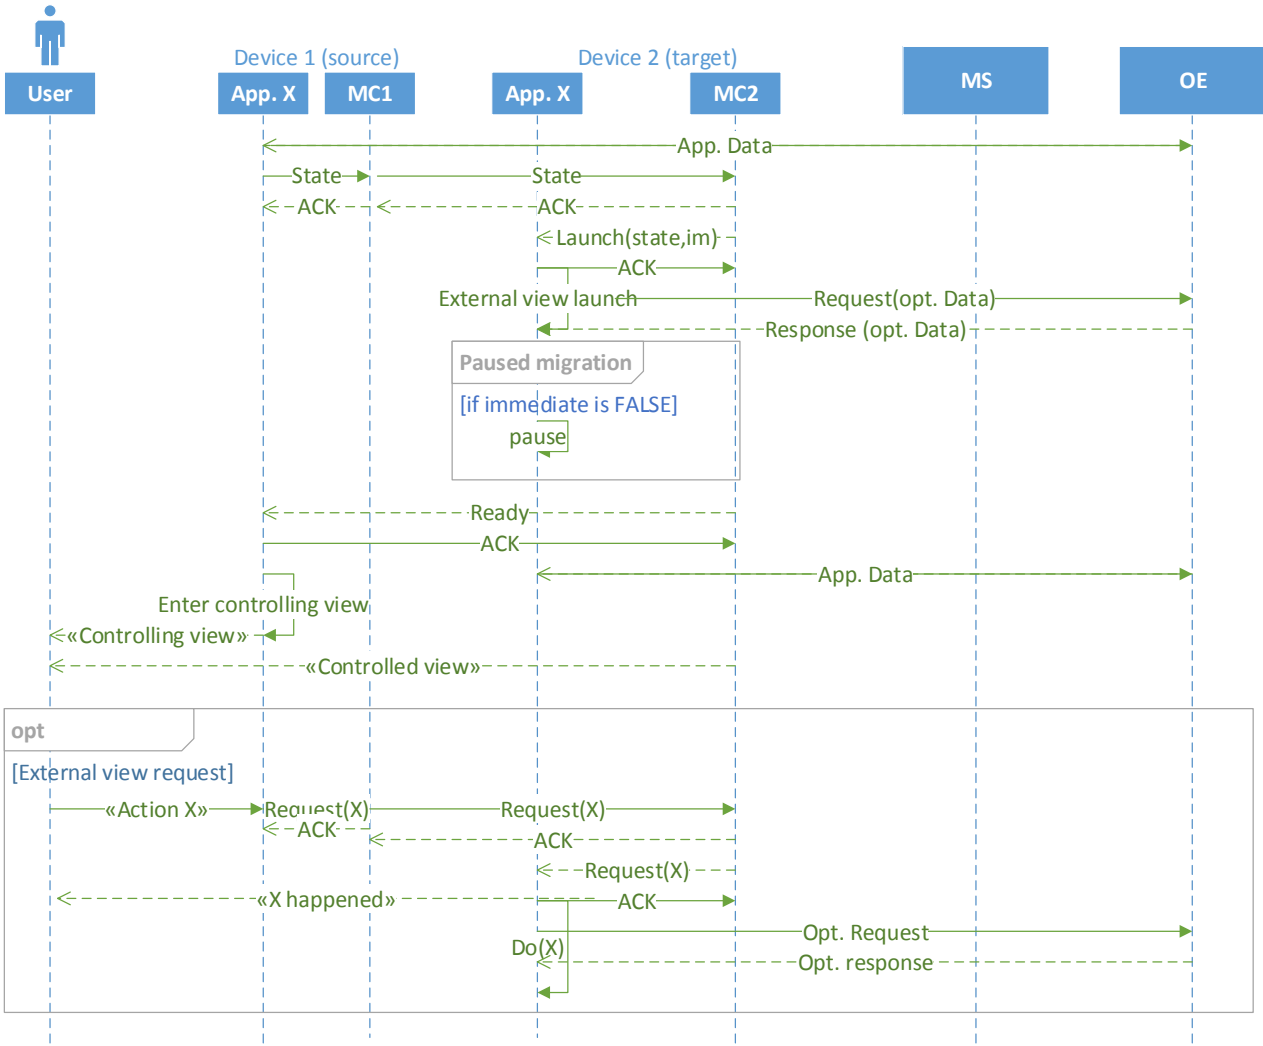 Device 1 (source)
Device 2 (target)
User
App. X
MC1
App. X
MC2
MS
OE
App. Data
State
State
ACK
ACK
Launch(state,im)
ACK
External view launch
Request(opt. Data)
Response (opt. Data)
Paused migration
[if immediate is FALSE]
pause
Ready
ACK
App. Data
Enter controlling view
«Controlling view»
«Controlled view»
opt
[External view request]
«Action X»
Request(X)
Request(X)
ACK
ACK
Request(X)
«X happened»
ACK
Opt. Request
Do(X)
Opt. response